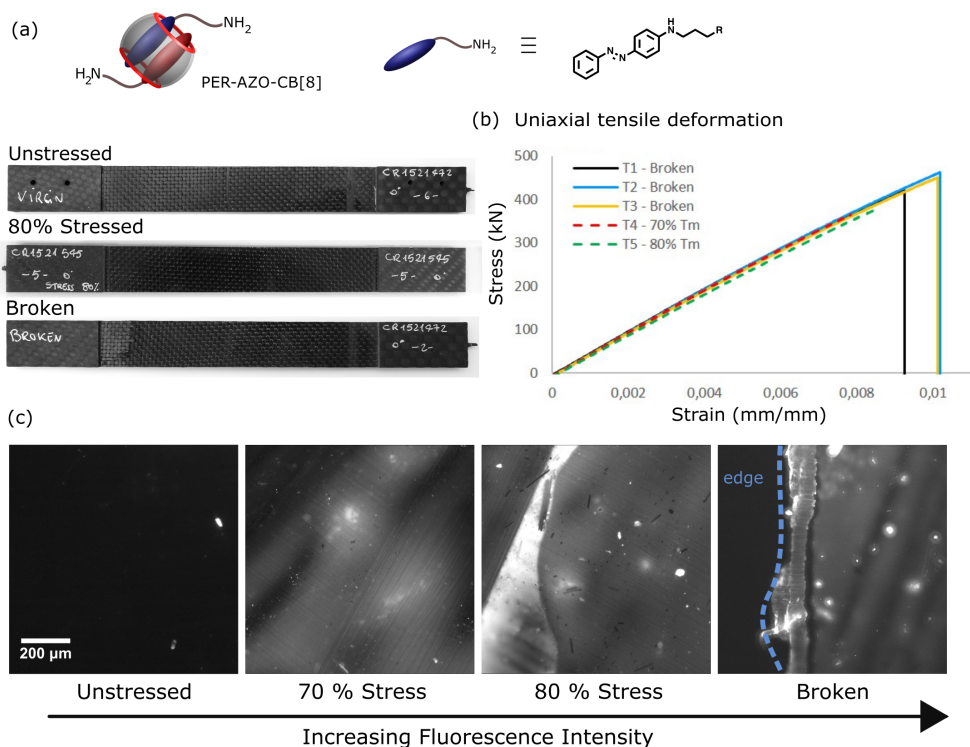 (a)
NH₂
H₂N
PER-AZO-CB[8]
NH₂
≡
N
N
H
N
R
Unstressed
VIRGIN
CR1521472
0° -6-
80% Stressed
CR1521545
-5- 0°
STRESS 80%
CR1521545
-5- 0°
Broken
BROKEN
CR1521472
0° -2-
(b) Uniaxial tensile deformation
500
400
300
200
100
0
Stress (kN)
T1 - Broken
T2 - Broken
T3 - Broken
T4 - 70% Tm
T5 - 80% Tm
0
0,002
0,004
0,006
0,008
0,01
Strain (mm/mm)
(c)
200 µm
edge
Unstressed
70 % Stress
80 % Stress
Broken
Increasing Fluorescence Intensity